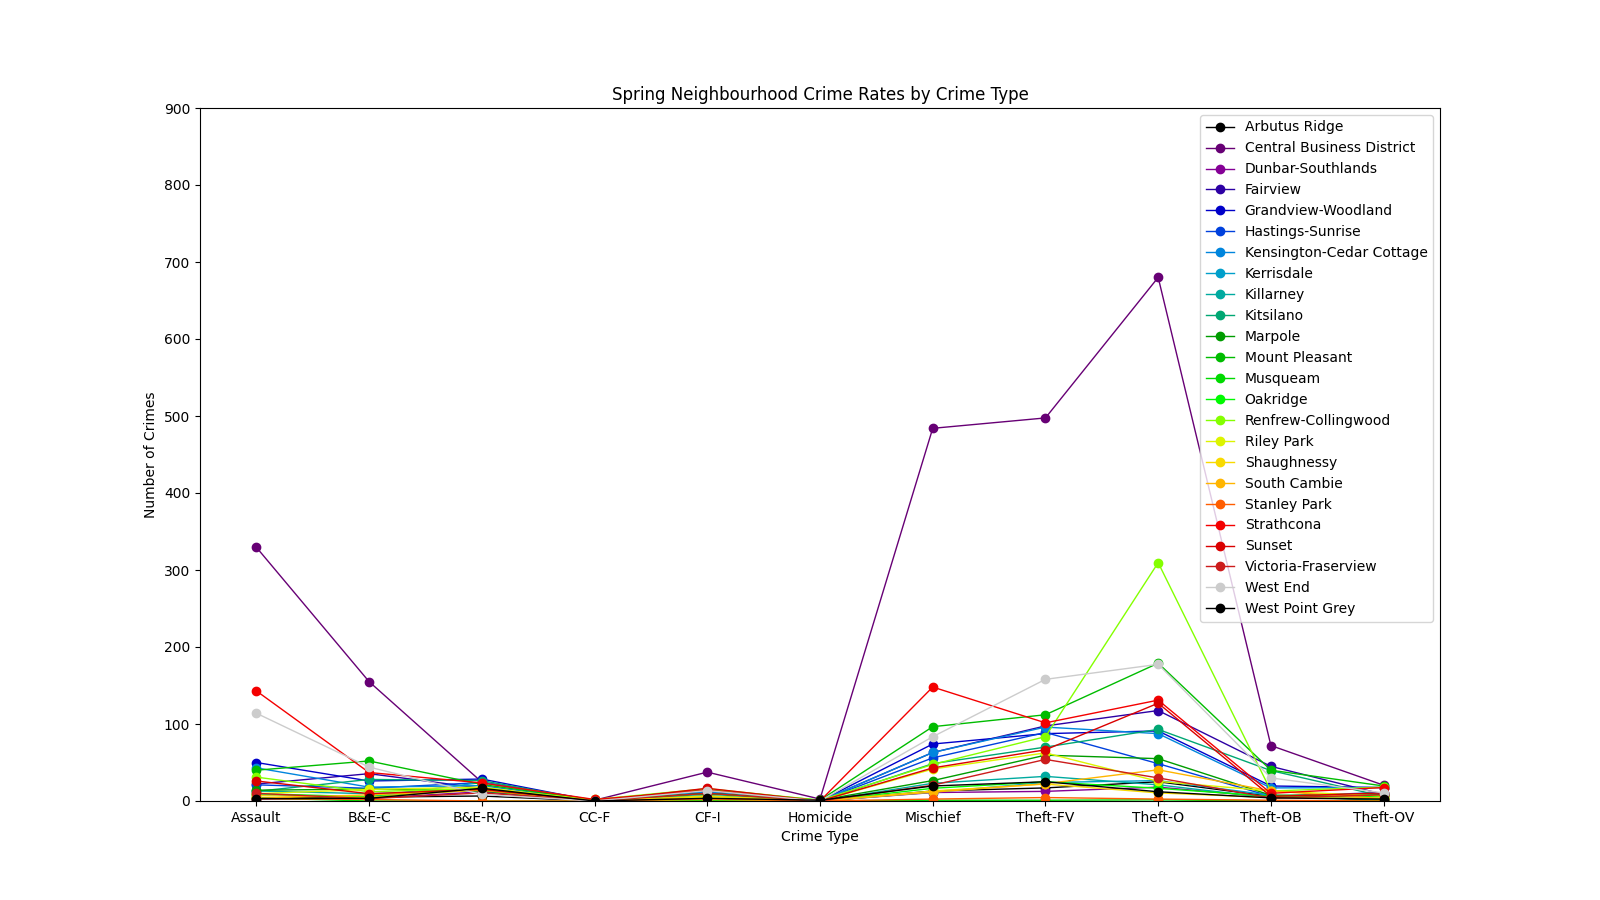 Spring Neighbourhood Crime Rates by Crime Type
900
800
700
600
500
400
300
200
100
0
Number of Crimes
Arbutus Ridge
Central Business District
Dunbar-Southlands
Fairview
Grandview-Woodland
Hastings-Sunrise
Kensington-Cedar Cottage
Kerrisdale
Killarney
Kitsilano
Marpole
Mount Pleasant
Musqueam
Oakridge
Renfrew-Collingwood
Riley Park
Shaughnessy
South Cambie
Stanley Park
Strathcona
Sunset
Victoria-Fraserview
West End
West Point Grey
Assault B&E-C B&E-R/O CC-F CF-I Homicide Mischief Theft-FV Theft-O Theft-OB Theft-OV
Crime Type